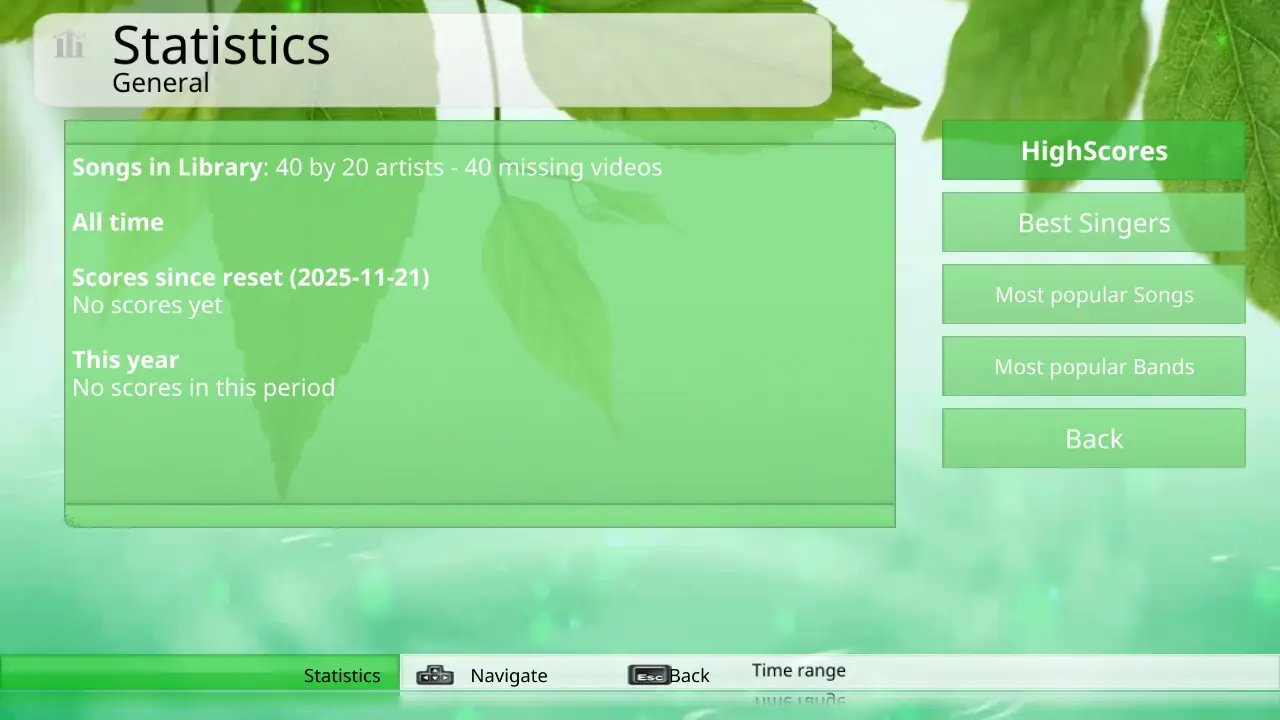 Statistics
General
Songs in Library: 40 by 20 artists - 40 missing videos
All time
Scores since reset (2025-11-21)
No scores yet
This year
No scores in this period
HighScores
Best Singers
Most popular Songs
Most popular Bands
Back
Statistics
Navigate
Esc Back
Time range